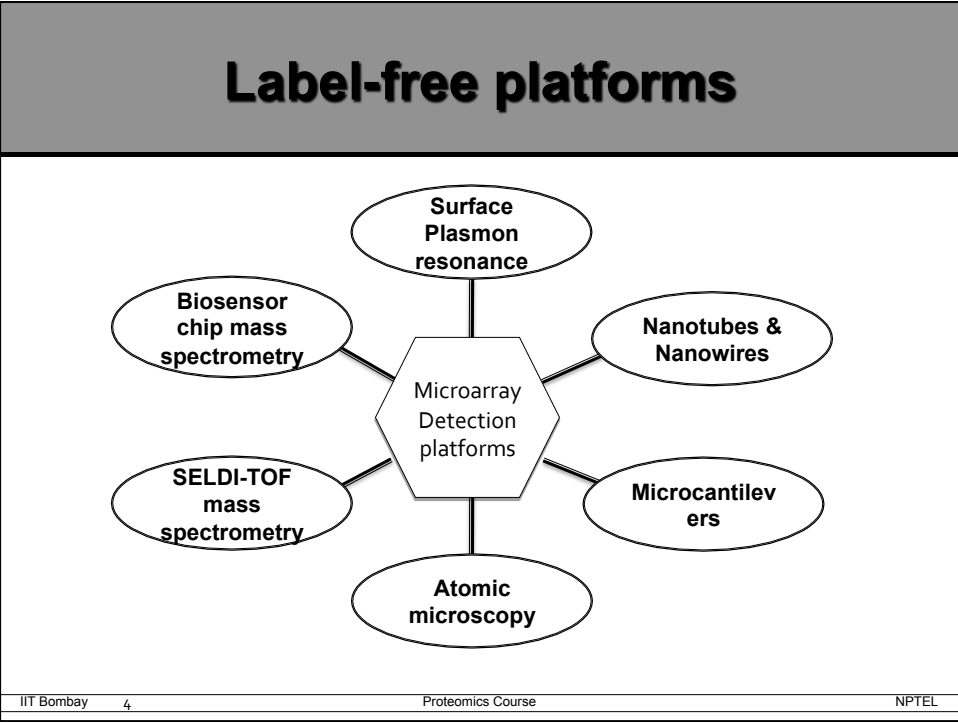 Label-free platforms
Surface
Plasmon
resonance
Biosensor
chip mass
spectrometry
Nanotubes &
Nanowires
Microarray
Detection
platforms
SELDI-TOF
mass
spectrometry
Microcantilev
ers
Atomic
microscopy
IIT Bombay 4 Proteomics Course NPTEL